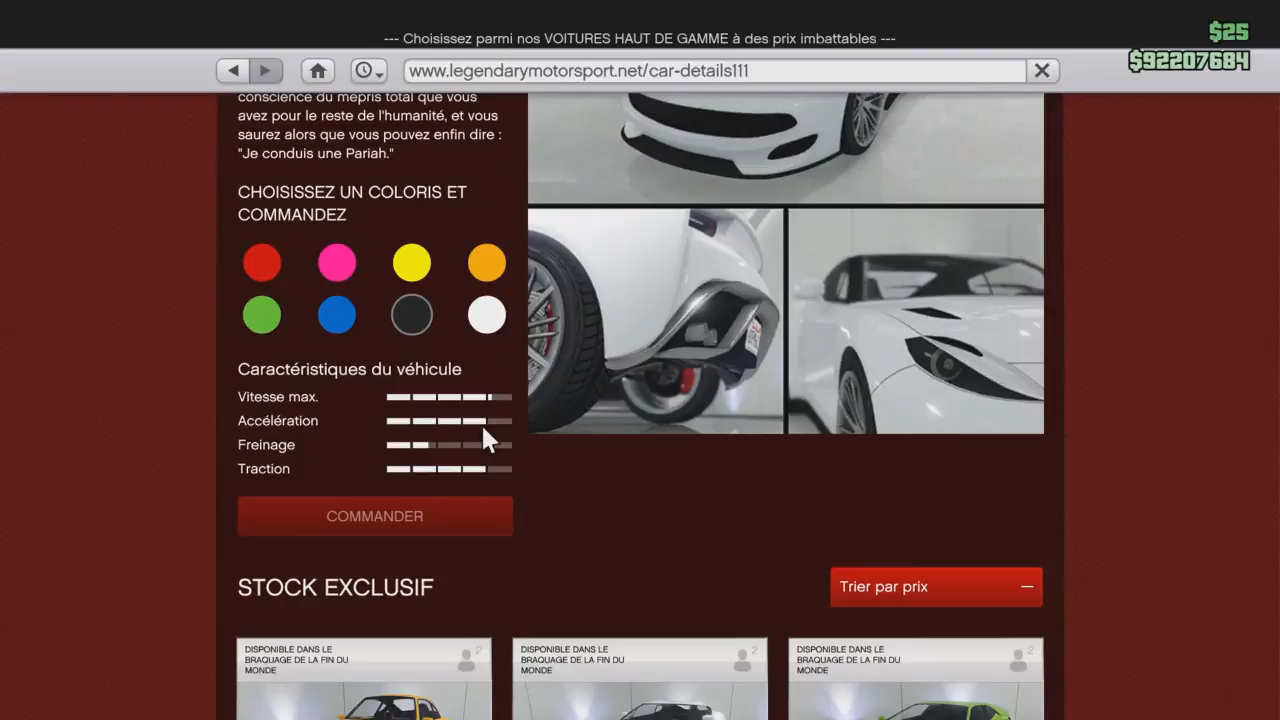 --- Choisissez parmi nos VOITURES HAUT DE GAMME à des prix imbattables ---
$25
$92207684
www.legendarymotorsport.net/car-details111
conscience du mépris total que vous
avez pour le reste de l'humanité, et vous
saurez alors que vous pouvez enfin dire :
"Je conduis une Pariah."
CHOISISSEZ UN COLORIS ET
COMMANDEZ
Caractéristiques du véhicule
Vitesse max.
Accélération
Freinage
Traction
COMMANDER
STOCK EXCLUSIF
Trier par prix
DISPONIBLE DANS LE
BRAQUAGE DE LA FIN DU
MONDE
2
DISPONIBLE DANS LE
BRAQUAGE DE LA FIN DU
MONDE
2
DISPONIBLE DANS LE
BRAQUAGE DE LA FIN DU
MONDE
2